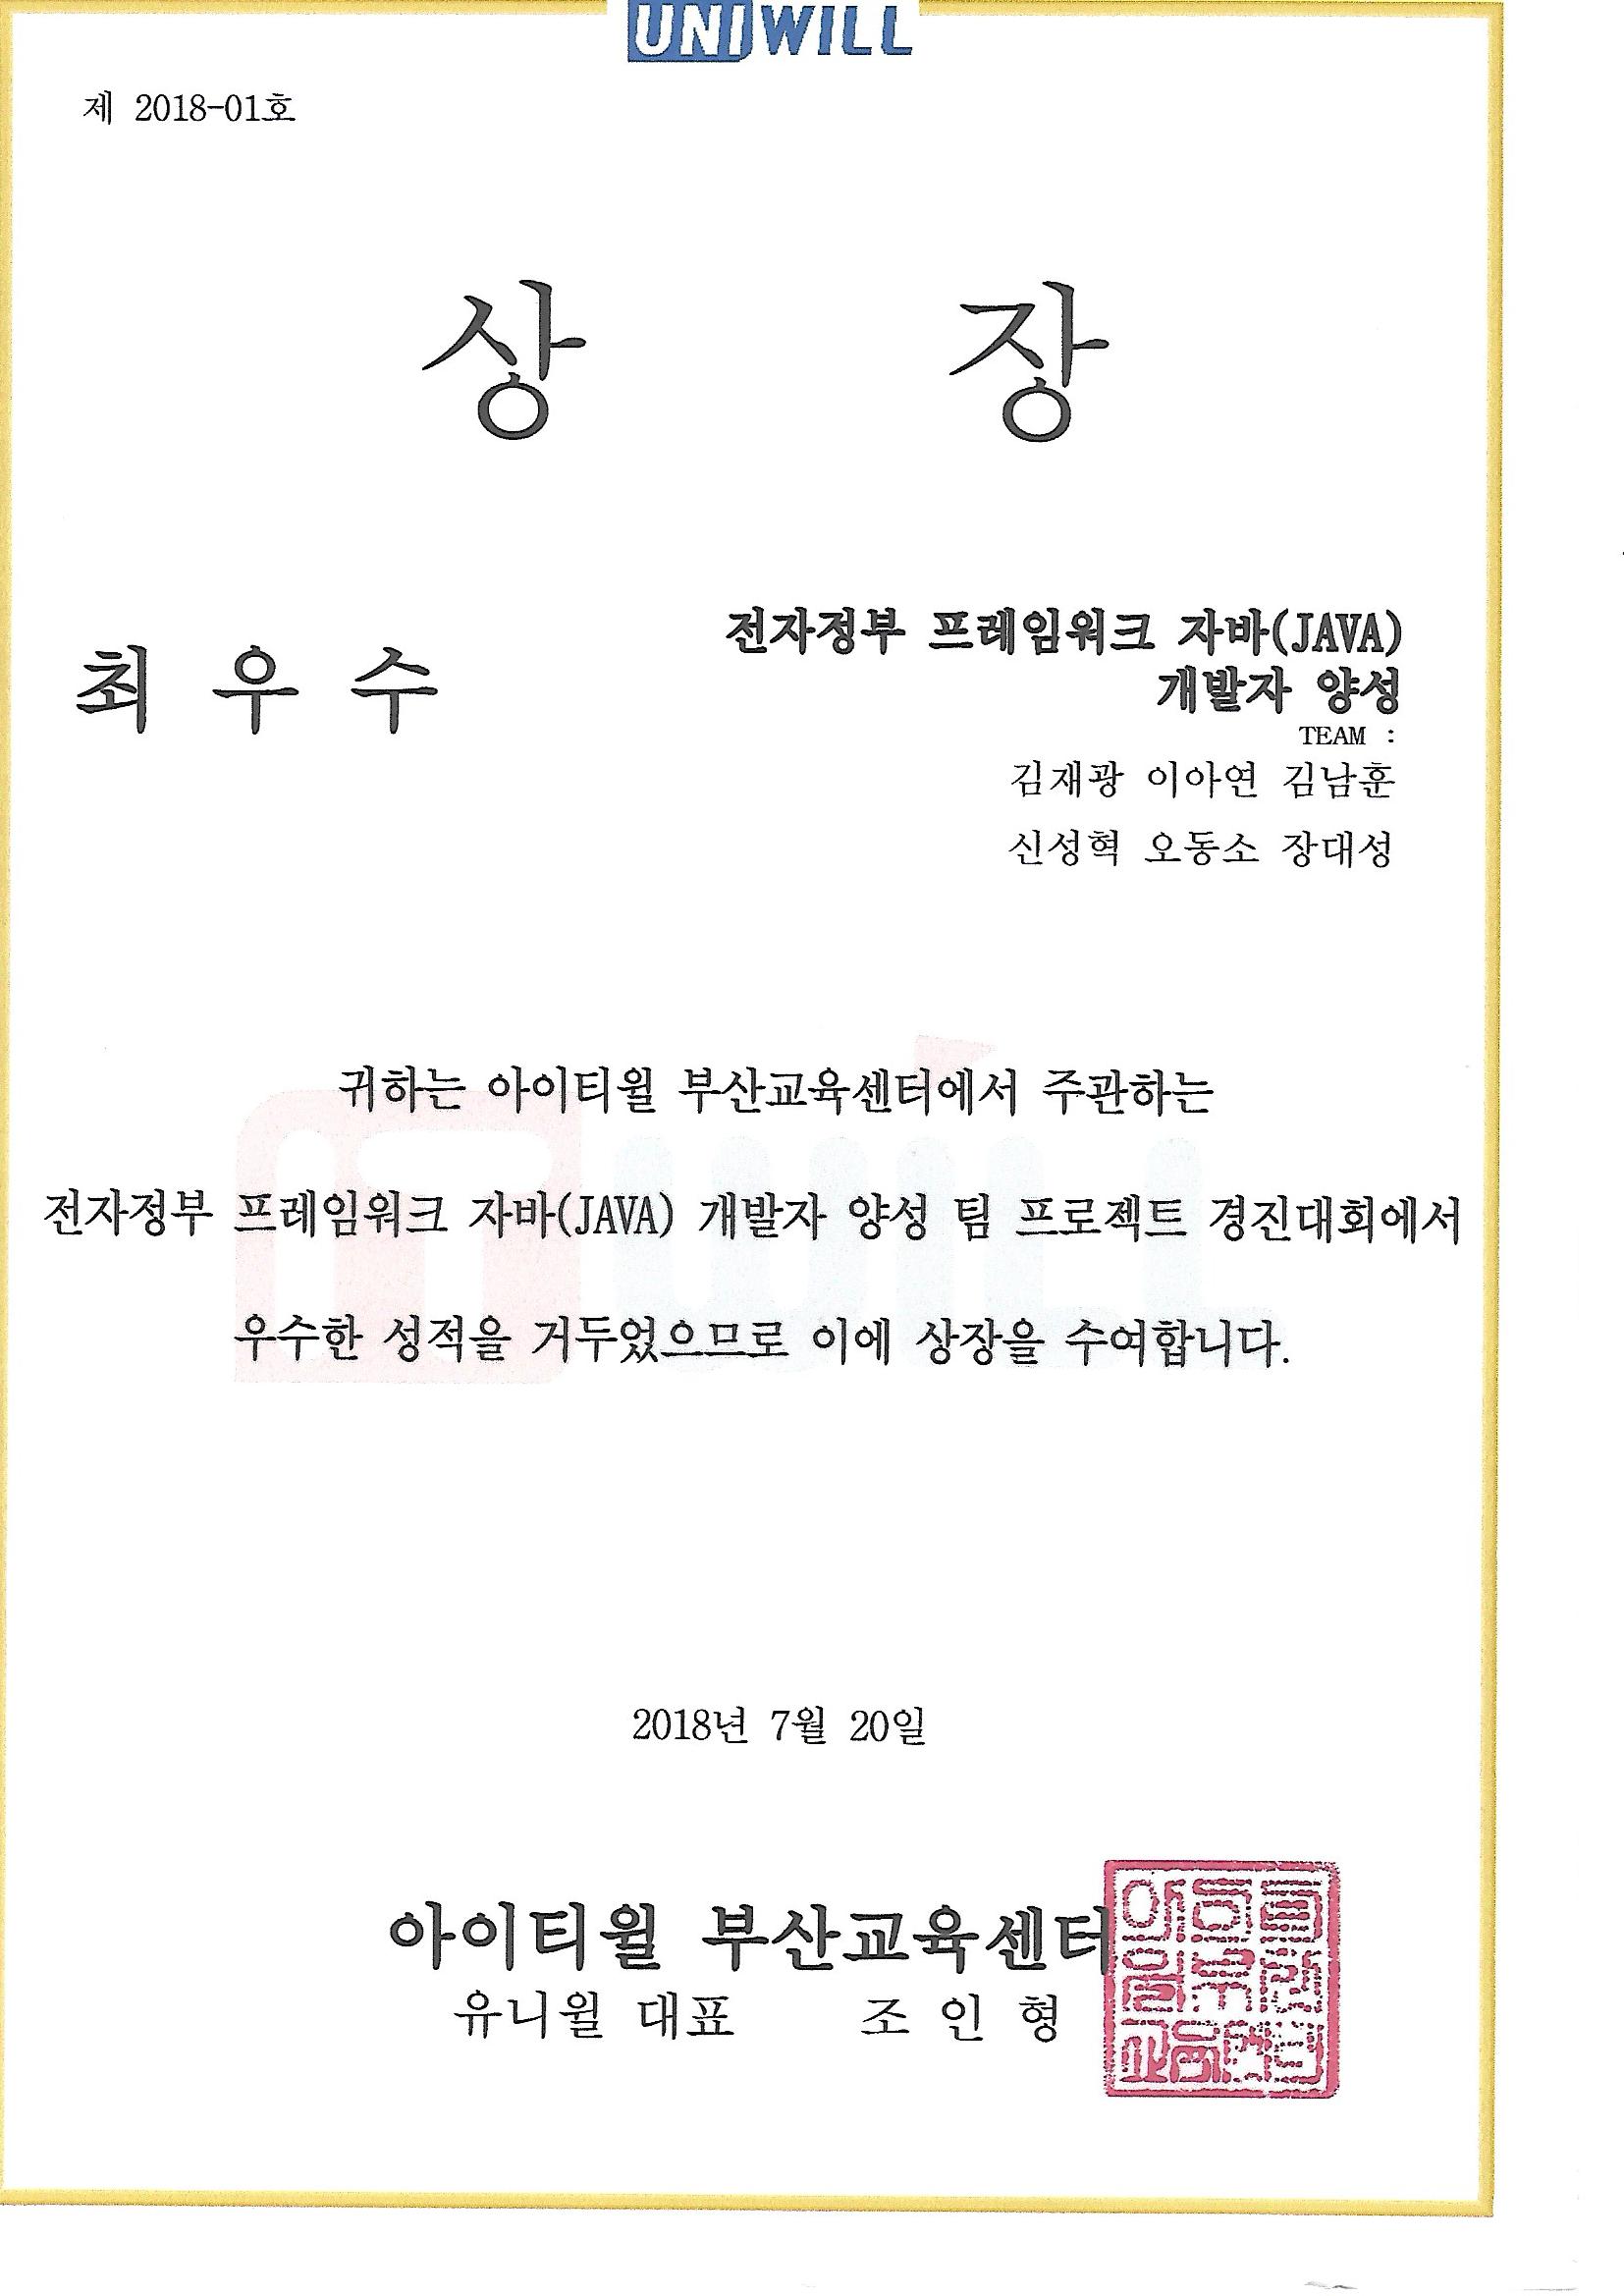 UNIWILL
제 2018-01호
상 장
최 우 수
전자정부 프레임워크 자바(JAVA)
개발자 양성
TEAM :
김재광 이아연 김남훈
신성혁 오동소 장대성
귀하는 아이티윌 부산교육센터에서 주관하는
전자정부 프레임워크 자바(JAVA) 개발자 양성 팀 프로젝트 경진대회에서
우수한 성적을 거두었으므로 이에 상장을 수여합니다.
2018년 7월 20일
아이티윌 부산교육센터
유니윌 대표 조 인 형